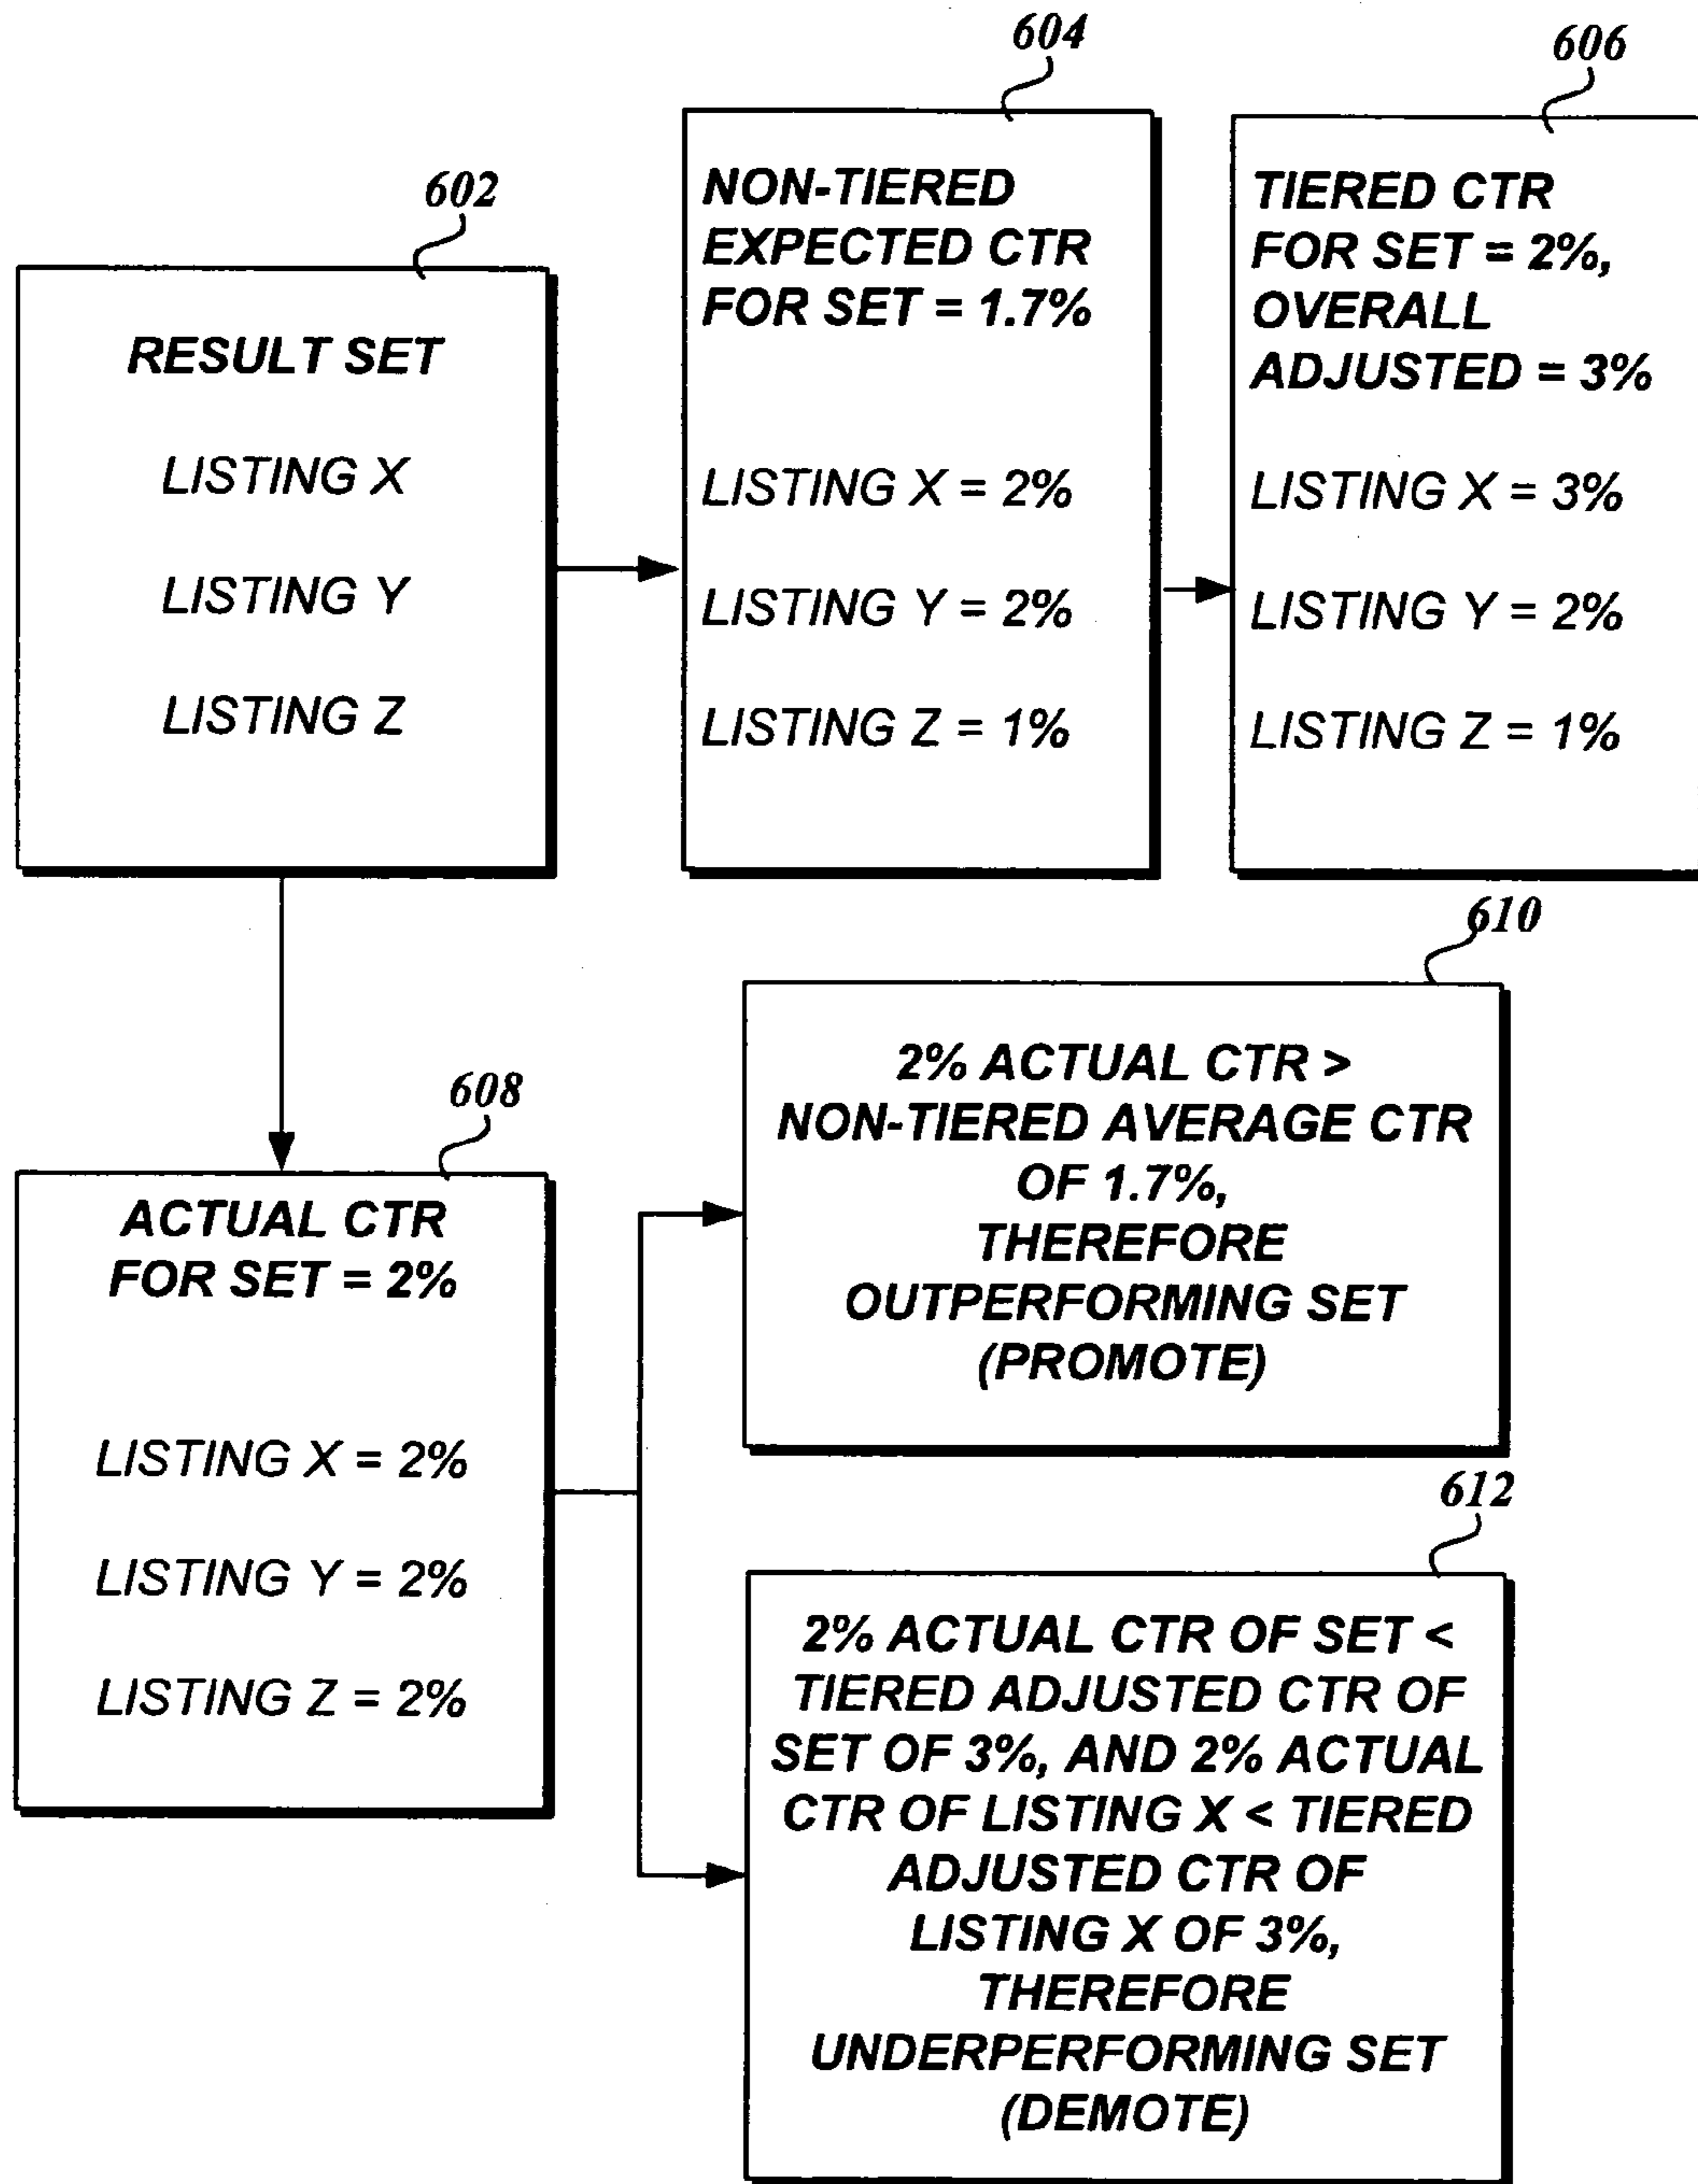 602
RESULT SET
LISTING X
LISTING Y
LISTING Z
604
NON-TIERED
EXPECTED CTR
FOR SET = 1.7%
LISTING X = 2%
LISTING Y = 2%
LISTING Z = 1%
606
TIERED CTR
FOR SET = 2%,
OVERALL
ADJUSTED = 3%
LISTING X = 3%
LISTING Y = 2%
LISTING Z = 1%
608
ACTUAL CTR
FOR SET = 2%
LISTING X = 2%
LISTING Y = 2%
LISTING Z = 2%
610
2% ACTUAL CTR >
NON-TIERED AVERAGE CTR
OF 1.7%,
THEREFORE
OUTPERFORMING SET
(PROMOTE)
612
2% ACTUAL CTR OF SET <
TIERED ADJUSTED CTR OF
SET OF 3%, AND 2% ACTUAL
CTR OF LISTING X < TIERED
ADJUSTED CTR OF
LISTING X OF 3%,
THEREFORE
UNDERPERFORMING SET
(DEMOTE)